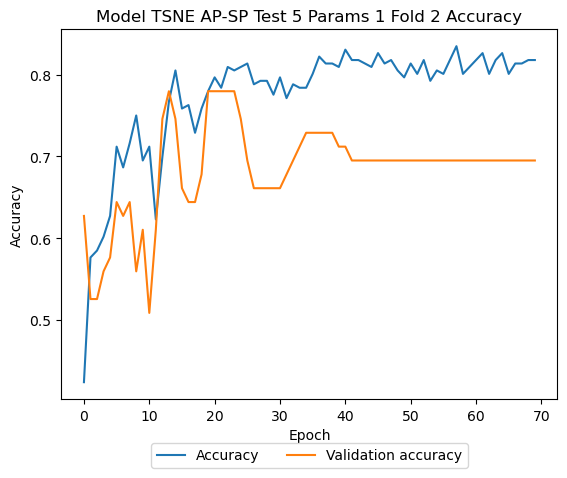 Model TSNE AP-SP Test 5 Params 1 Fold 2 Accuracy
Accuracy
0.8
0.7
0.6
0.5
0 10 20 30 40 50 60 70
Epoch
Accuracy Validation accuracy